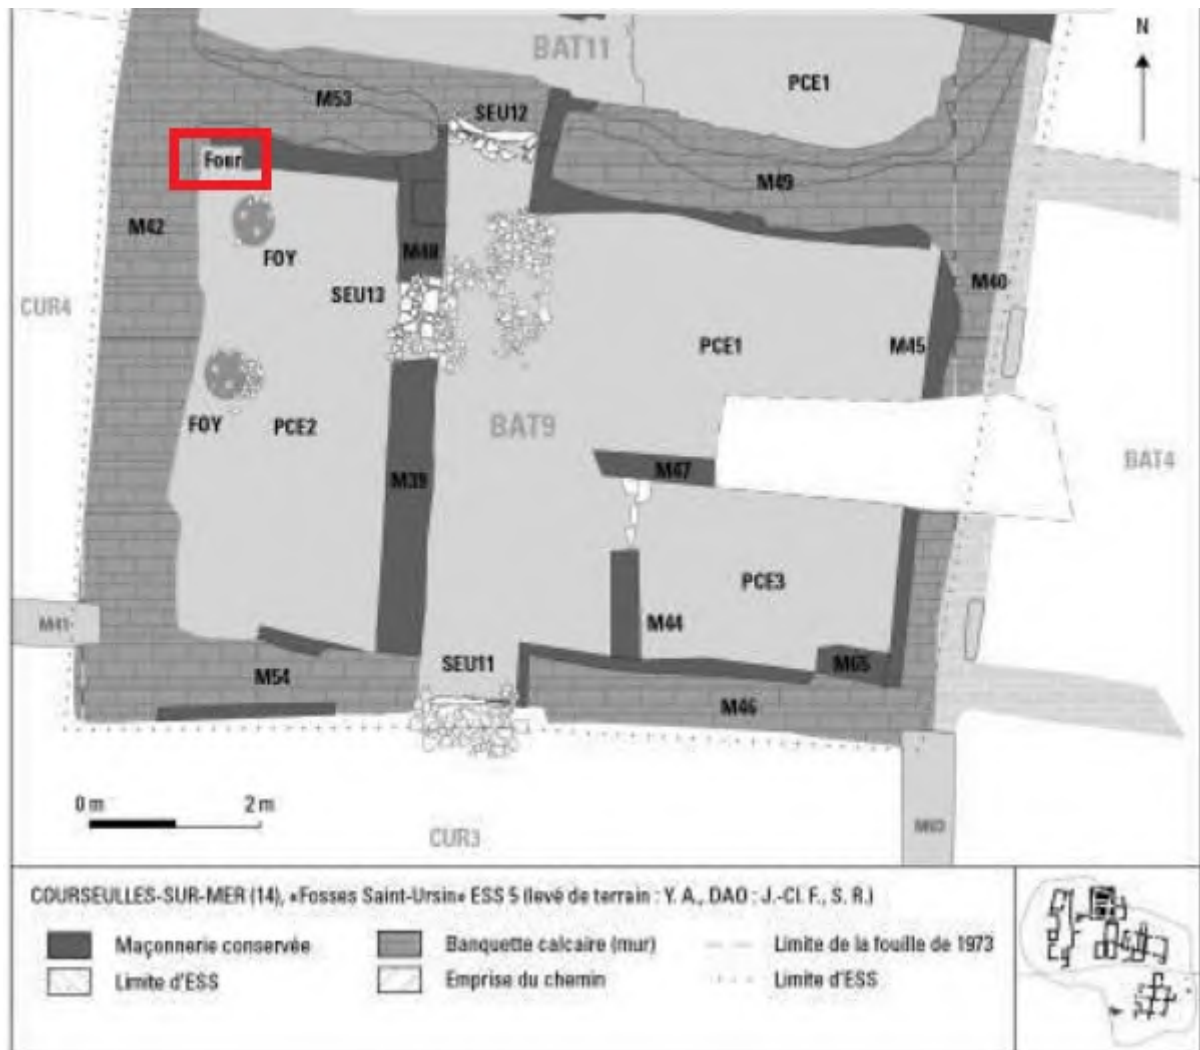 BAT11
N
PCE1
M53
SEU12
Four
M49
M42
FOY
M48
SEU13
CUR4
M40
PCE1
M45
FOY
PCE2
BAT9
BAT4
M39
M47
PCE3
M41
M44
SEU11
M65
M54
M46
0 m 2 m
CUR3
M63
COURSEULLES-SUR-MER (14), «Fosses Saint-Ursin» ESS 5 (levé de terrain : Y. A., DAO : J.-Cl. F., S. R.)
Maçonnerie conservée
Banquette calcaire (mur)
Limite de la fouille de 1973
Limite d'ESS
Emprise du chemin
Limite d'ESS